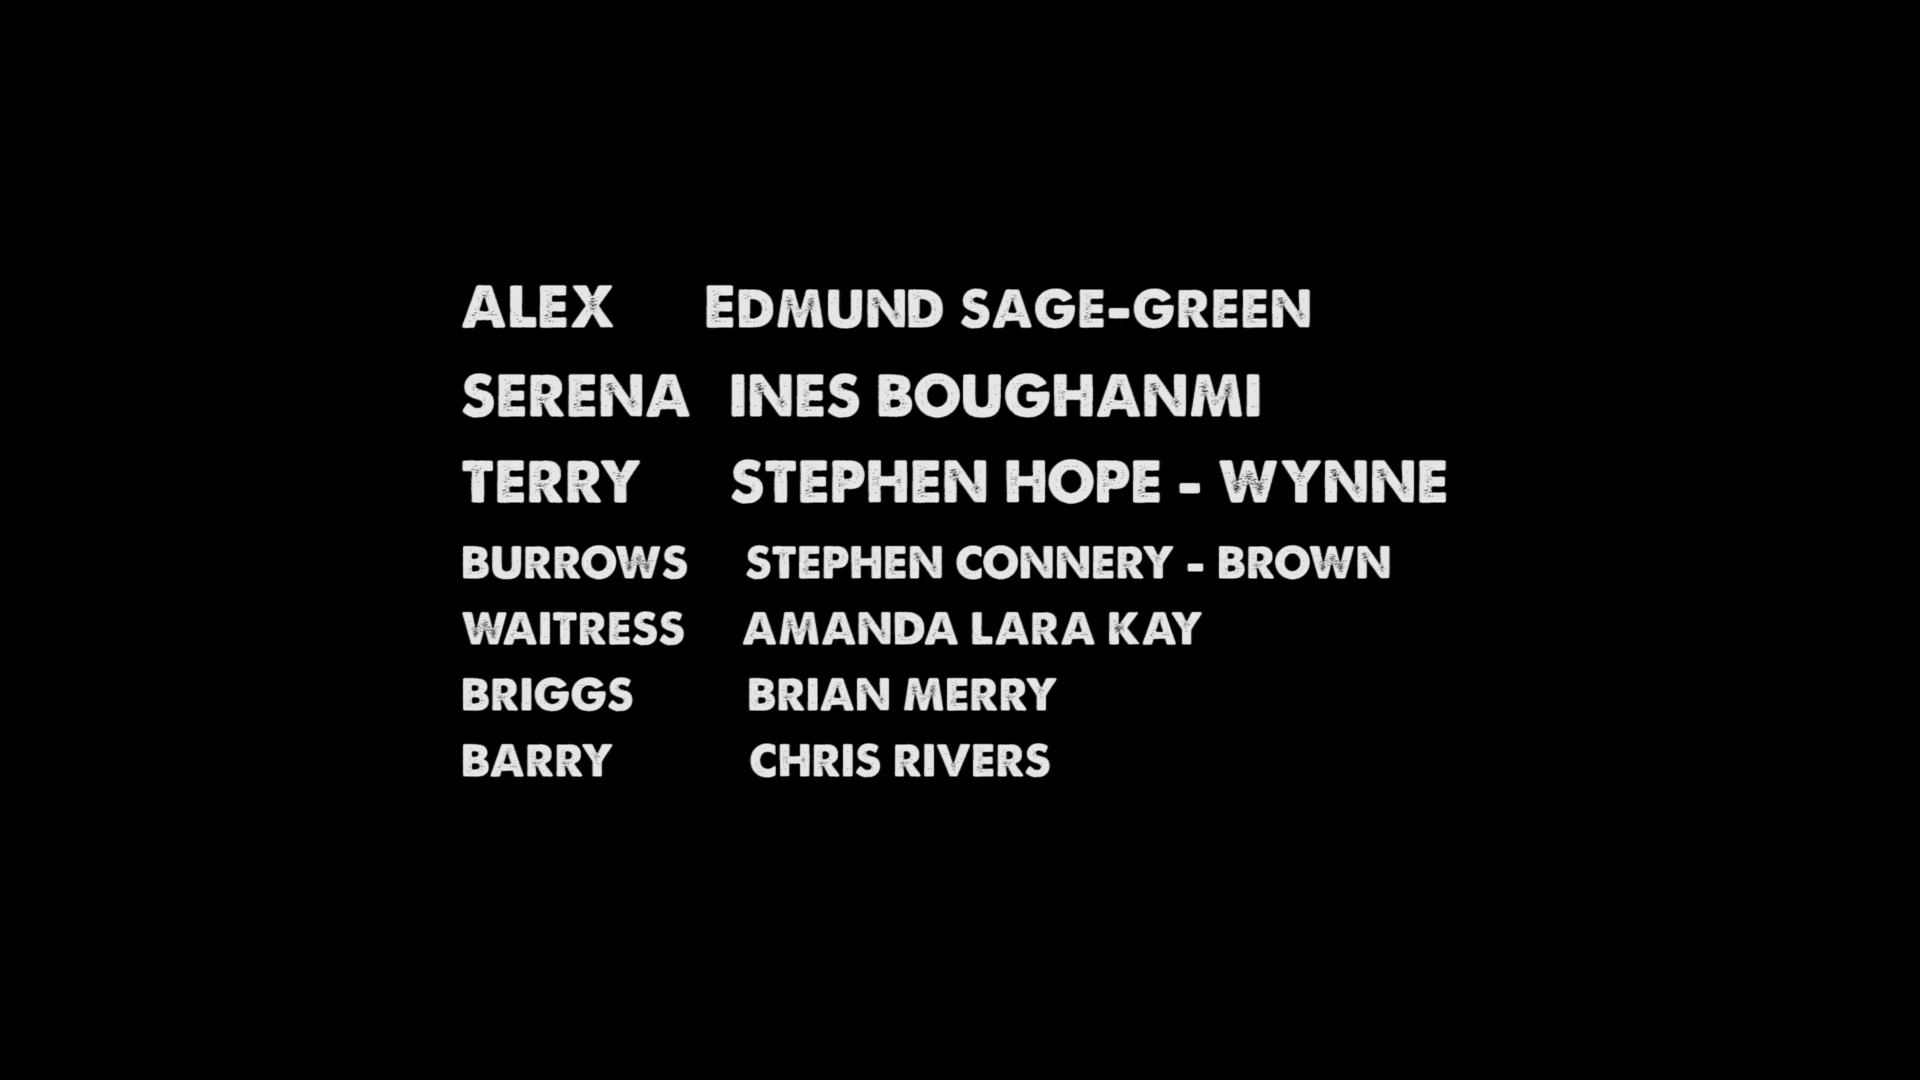 ALEX EDMUND SAGE-GREEN
SERENA INES BOUGHANMI
TERRY STEPHEN HOPE - WYNNE
BURROWS STEPHEN CONNERY - BROWN
WAITRESS AMANDA LARA KAY
BRIGGS BRIAN MERRY
BARRY CHRIS RIVERS